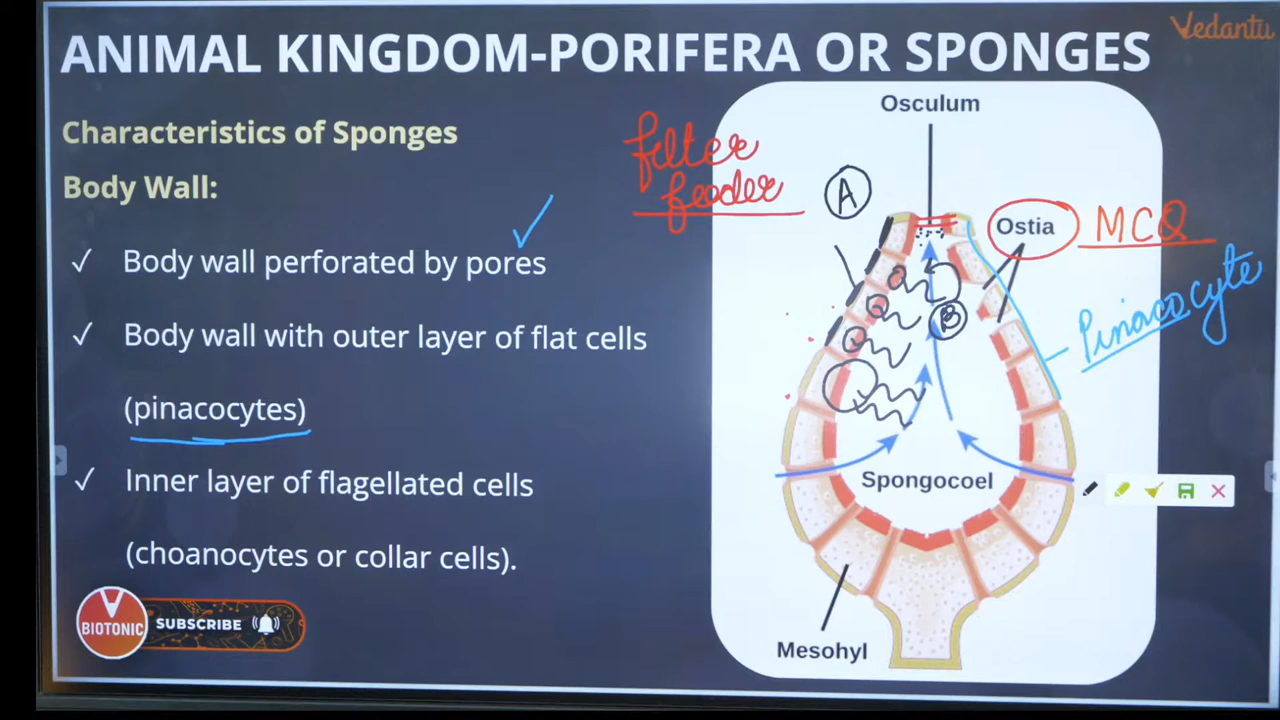 Vedantu
ANIMAL KINGDOM-PORIFERA OR SPONGES
Characteristics of Sponges
Body Wall:
✓ Body wall perforated by pores
✓ Body wall with outer layer of flat cells
(pinacocytes)
✓ Inner layer of flagellated cells
(choanocytes or collar cells).
BIOTONIC
SUBSCRIBE
filter
feeder
Osculum
A
Ostia
MCQ
B
Pinacocyte
Spongocoel
Mesohyl